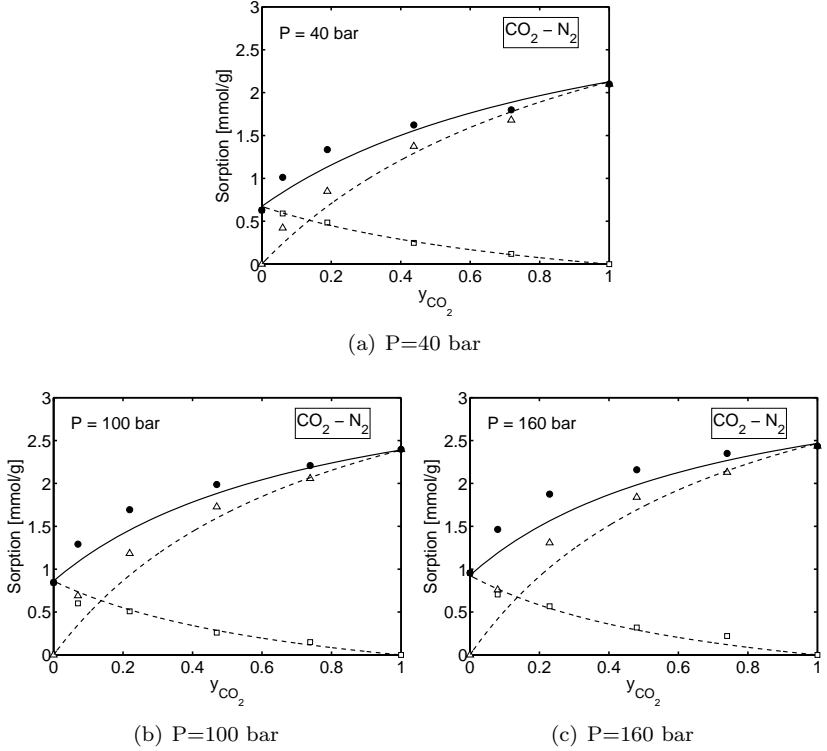 P = 40 bar
CO2 – N2
Sorption [mmol/g]
3
2.5
2
1.5
1
0.5
0
0 0.2 0.4 0.6 0.8 1
yCO2
(a) P=40 bar
P = 100 bar
CO2 – N2
Sorption [mmol/g]
3
2.5
2
1.5
1
0.5
0
0 0.2 0.4 0.6 0.8 1
yCO2
(b) P=100 bar
P = 160 bar
CO2 – N2
Sorption [mmol/g]
3
2.5
2
1.5
1
0.5
0
0 0.2 0.4 0.6 0.8 1
yCO2
(c) P=160 bar